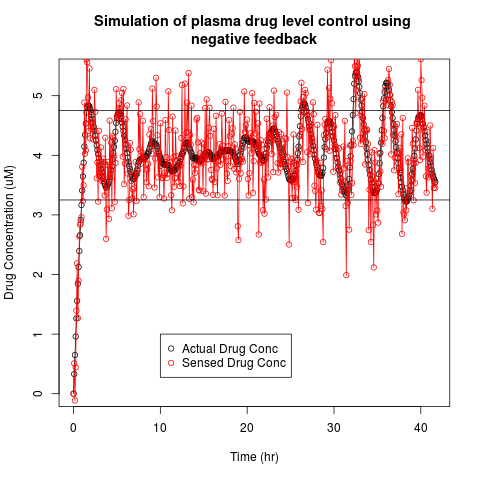 Simulation of plasma drug level control using
negative feedback
Drug Concentration (uM)
5
4
3
2
1
0
Actual Drug Conc
Sensed Drug Conc
0 10 20 30 40
Time (hr)